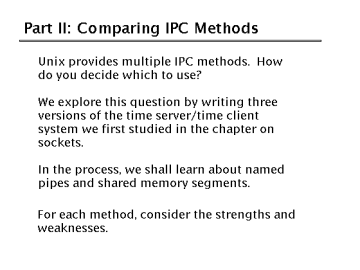 Part II: Comparing IPC Methods
Unix provides multiple IPC methods.  How
do you decide which to use?
We explore this question by writing three
versions of the time server/time client
system we first studied in the chapter on
sockets.
In the process, we shall learn about named
pipes and shared memory segments.
For each method, consider the strengths and
weaknesses.